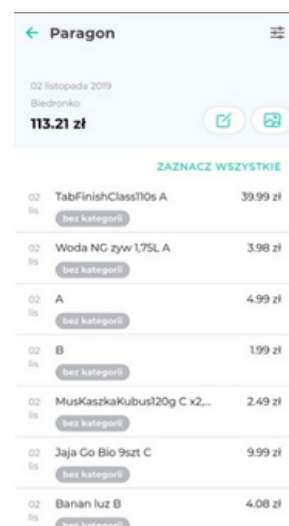 ← Paragon
02 listopada 2019
Biedronko
113.21 zł
ZAZNACZ WSZYSTKIE
02 lis TabFinishClass110s A 39.99 zł
bez kategorii
02 lis Woda NG zyw 1,75L A 3.98 zł
bez kategorii
02 lis A 4.99 zł
bez kategorii
02 lis B 1.99 zł
bez kategorii
02 lis MusKaszkaKubus120g C x2,... 2.49 zł
bez kategorii
02 lis Jaja Go Bio 9szt C 9.99 zł
bez kategorii
02 lis Banan luz B 4.08 zł
bez kategorii